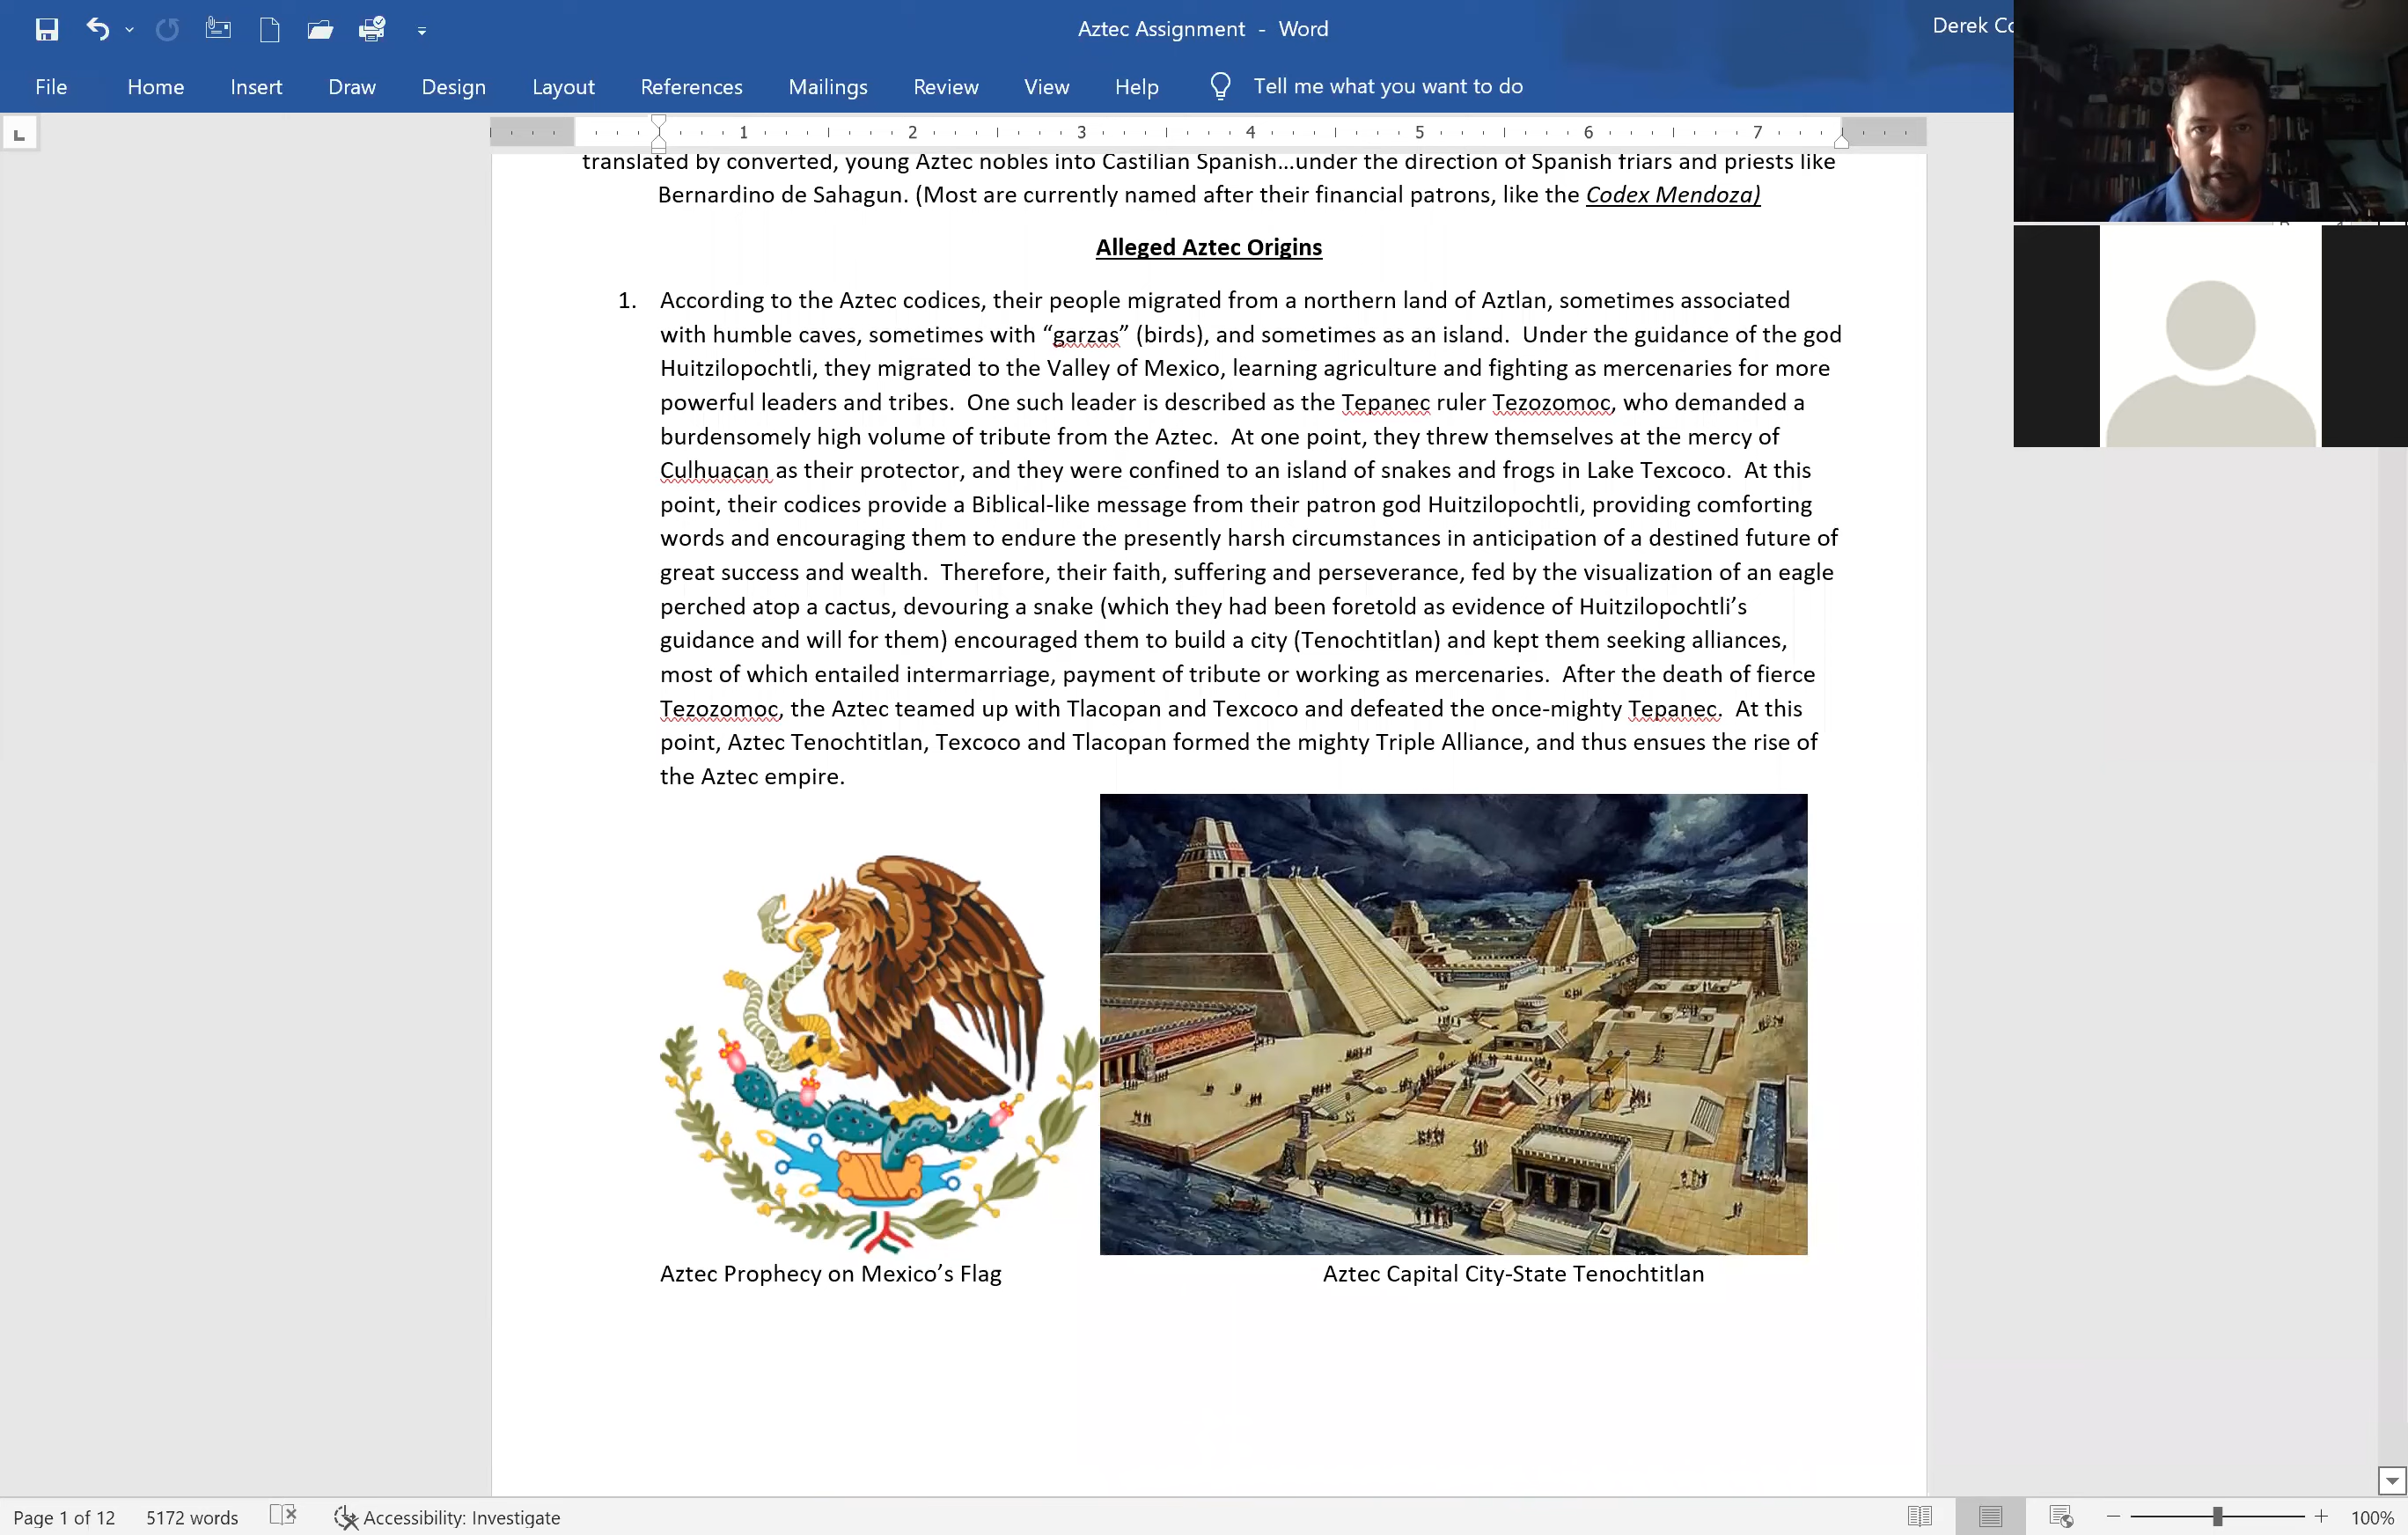 Aztec Assignment - Word
Derek
File Home Insert Draw Design Layout References Mailings Review View Help Tell me what you want to do
1 2 3 4 5 6 7
translated by converted, young Aztec nobles into Castilian Spanish...under the direction of Spanish friars and priests like
Bernardino de Sahagun. (Most are currently named after their financial patrons, like the Codex Mendoza)
Alleged Aztec Origins
1. According to the Aztec codices, their people migrated from a northern land of Aztlan, sometimes associated
with humble caves, sometimes with “garzas” (birds), and sometimes as an island. Under the guidance of the god
Huitzilopochtli, they migrated to the Valley of Mexico, learning agriculture and fighting as mercenaries for more
powerful leaders and tribes. One such leader is described as the Tepanec ruler Tezozomoc, who demanded a
burdensomely high volume of tribute from the Aztec. At one point, they threw themselves at the mercy of
Culhuacan as their protector, and they were confined to an island of snakes and frogs in Lake Texcoco. At this
point, their codices provide a Biblical-like message from their patron god Huitzilopochtli, providing comforting
words and encouraging them to endure the presently harsh circumstances in anticipation of a destined future of
great success and wealth. Therefore, their faith, suffering and perseverance, fed by the visualization of an eagle
perched atop a cactus, devouring a snake (which they had been foretold as evidence of Huitzilopochtli’s
guidance and will for them) encouraged them to build a city (Tenochtitlan) and kept them seeking alliances,
most of which entailed intermarriage, payment of tribute or working as mercenaries. After the death of fierce
Tezozomoc, the Aztec teamed up with Tlacopan and Texcoco and defeated the once-mighty Tepanec. At this
point, Aztec Tenochtitlan, Texcoco and Tlacopan formed the mighty Triple Alliance, and thus ensues the rise of
the Aztec empire.
Aztec Prophecy on Mexico’s Flag Aztec Capital City-State Tenochtitlan
Page 1 of 12 5172 words Accessibility: Investigate 100%